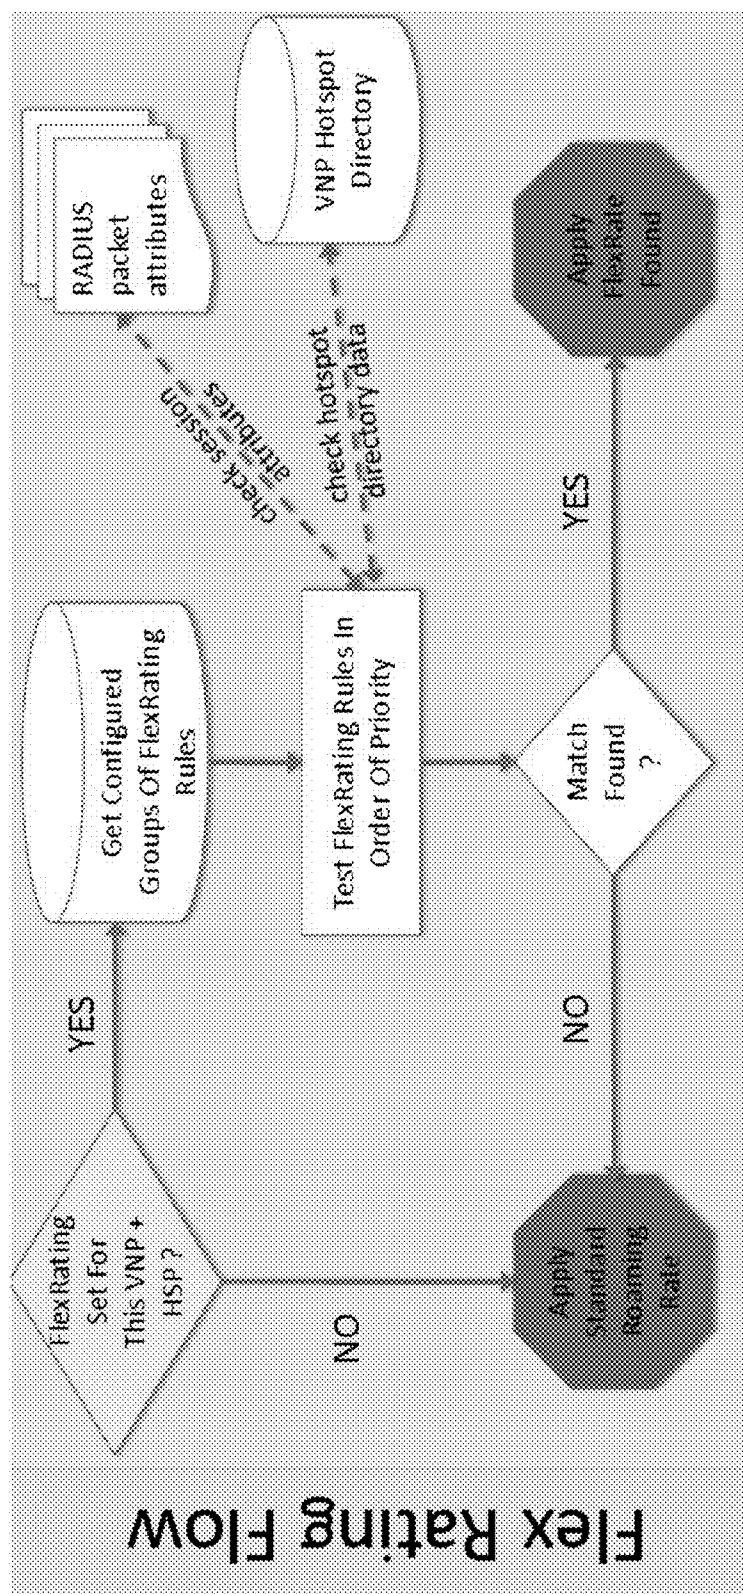 Flex Rating Flow
FlexRating
Set For
This VNP +
HSP ?
YES
NO
Get Configured
Groups Of FlexRating
Rules
Test FlexRating Rules In
Order Of Priority
check session
attributes
RADIUS
packet
attributes
check hotspot
directory data
VNP Hotspot
Directory
Match
Found
?
NO
YES
Apply
Standard
Roaming
Rate
Apply
FlexRate
Found